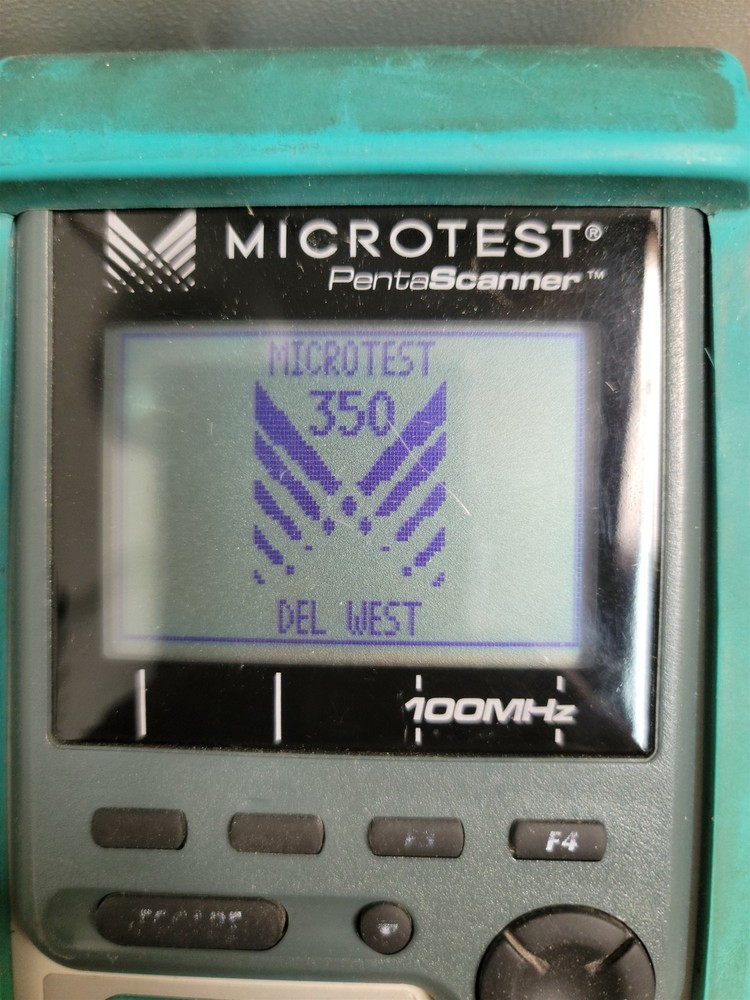 MICROTEST®
PentaScanner™
MICROTEST
350
DEL WEST
100MHz
F4